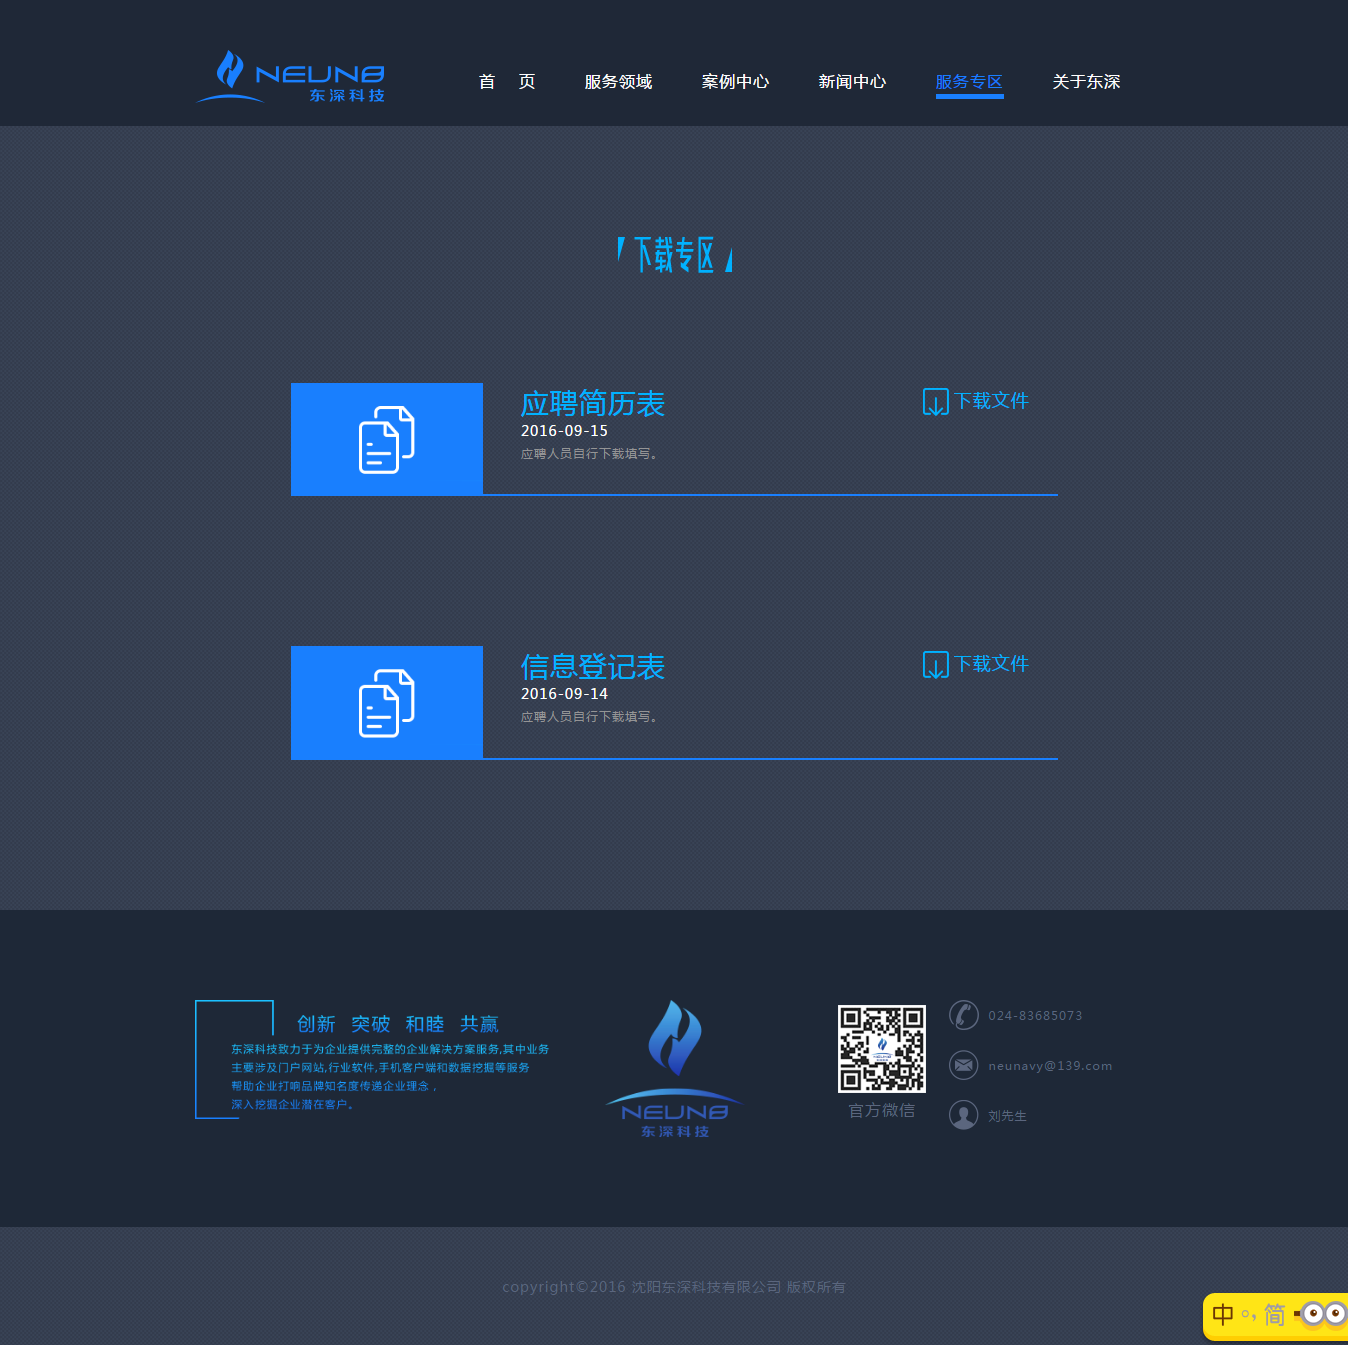 NEUN8
东深科技
首 页 服务领域 案例中心 新闻中心 服务专区 关于东深
下载专区
应聘简历表
下载文件
2016-09-15
应聘人员自行下载填写。
信息登记表
下载文件
2016-09-14
应聘人员自行下载填写。
创新 突破 和睦 共赢
东深科技致力于为企业提供完整的企业解决方案服务,其中业务
主要涉及门户网站,行业软件,手机客户端和数据挖掘等服务
帮助企业打响品牌知名度传递企业理念，
深入挖掘企业潜在客户。
NEUN8
东深科技
官方微信
024-83685073
neunavy@139.com
刘先生
copyright©2016 沈阳东深科技有限公司 版权所有
中 °, 简